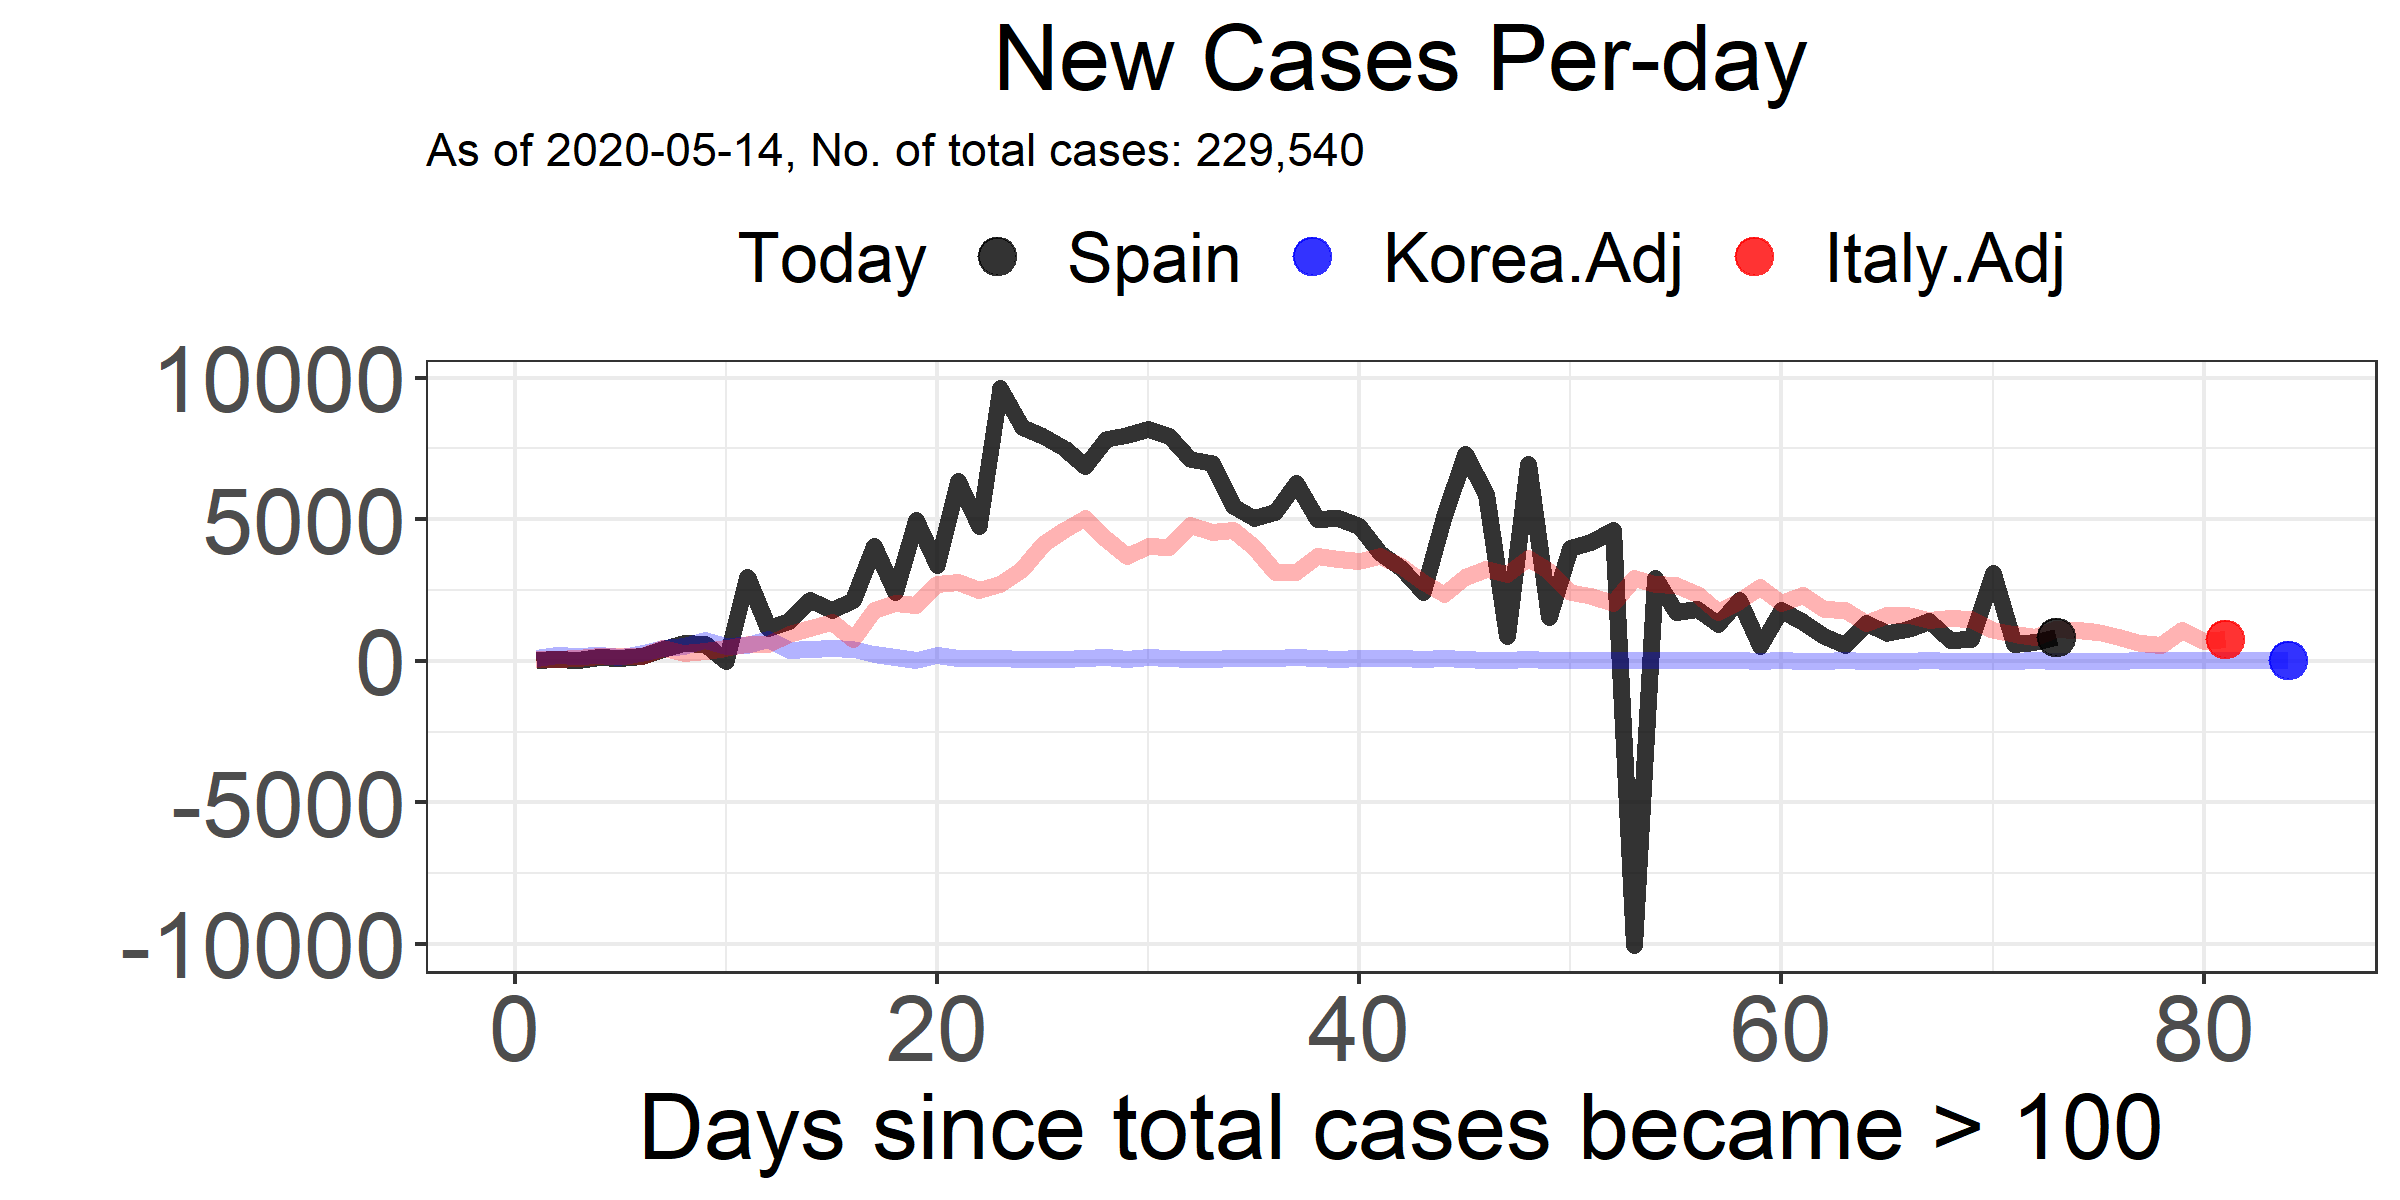 New Cases Per-day
As of 2020-05-14, No. of total cases: 229,540
Today Spain Korea.Adj Italy.Adj
10000
5000
0
-5000
-10000
0 20 40 60 80
Days since total cases became > 100